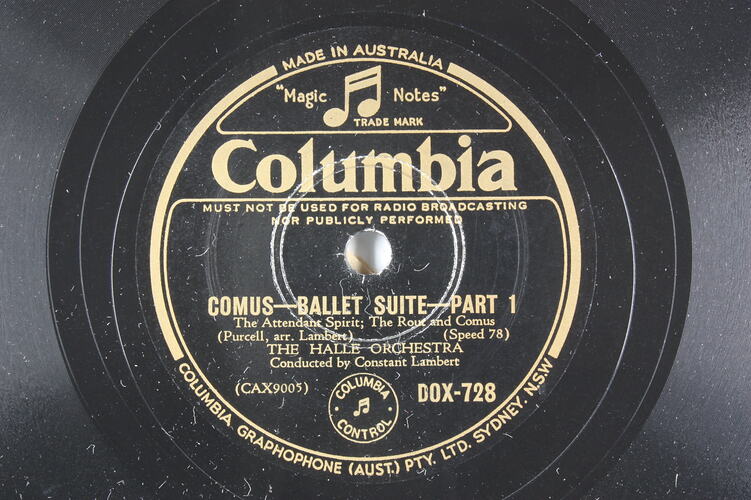 MADE IN AUSTRALIA
"Magic Notes"
TRADE MARK
Columbia
MUST NOT BE USED FOR RADIO BROADCASTING
NOR PUBLICLY PERFORMED
COMUS—BALLET SUITE—PART 1
The Attendant Spirit; The Rout and Comus
(Purcell, arr. Lambert) (Speed 78)
THE HALLE ORCHESTRA
Conducted by Constant Lambert
(CAX9005) DOX-728
COLUMBIA
CONTROL
COLUMBIA GRAPHOPHONE (AUST.) PTY. LTD. SYDNEY. N.S.W